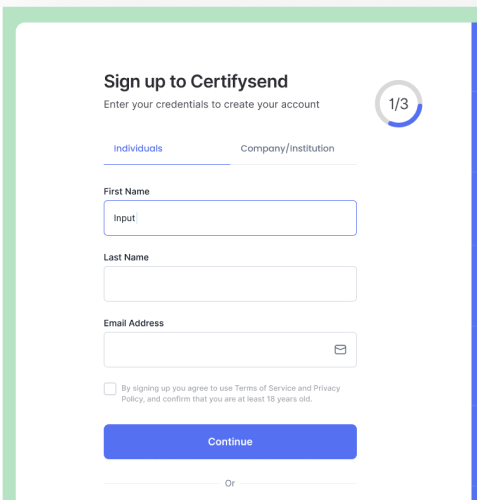 Sign up to Certifysend
Enter your credentials to create your account
1/3
Individuals
Company/Institution
First Name
Input
Last Name
Email Address
By signing up you agree to use Terms of Service and Privacy
Policy, and confirm that you are at least 18 years old.
Continue
Or